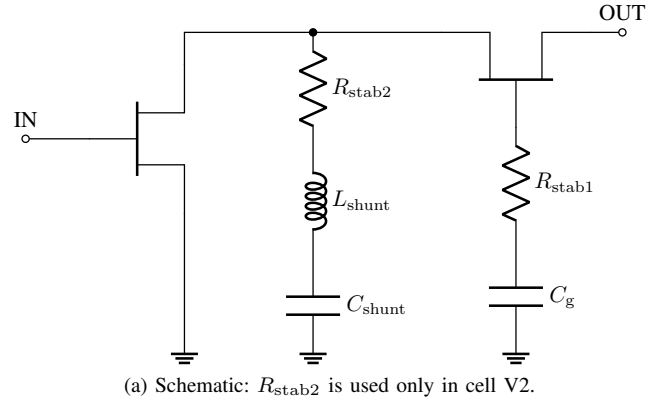 OUT
R_stab2
IN
R_stab1
L_shunt
C_shunt
C_g
(a) Schematic: R_stab2 is used only in cell V2.